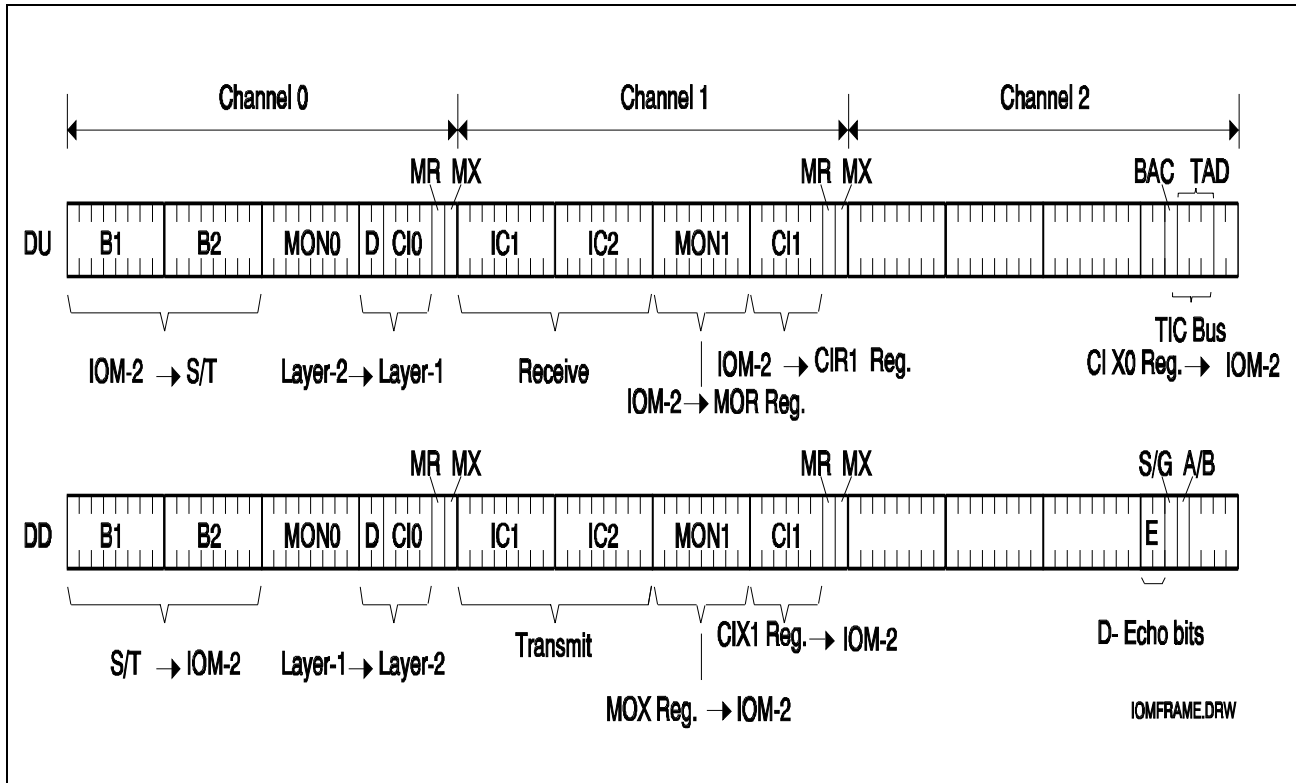 Channel 0 Channel 1 Channel 2
MR MX MR MX BAC TAD
DU B1 B2 MON0 D CI0 IC1 IC2 MON1 CI1
TIC Bus
IOM-2 → S/T Layer-2 → Layer-1 Receive IOM-2 → CIR1 Reg. CI X0 Reg. → IOM-2
IOM-2 → MOR Reg.
MR MX MR MX S/G A/B
DD B1 B2 MON0 D CI0 IC1 IC2 MON1 CI1 E
Transmit CIX1 Reg. → IOM-2 D- Echo bits
S/T → IOM-2 Layer-1 → Layer-2
MOX Reg. → IOM-2 IOMFRAME.DRW